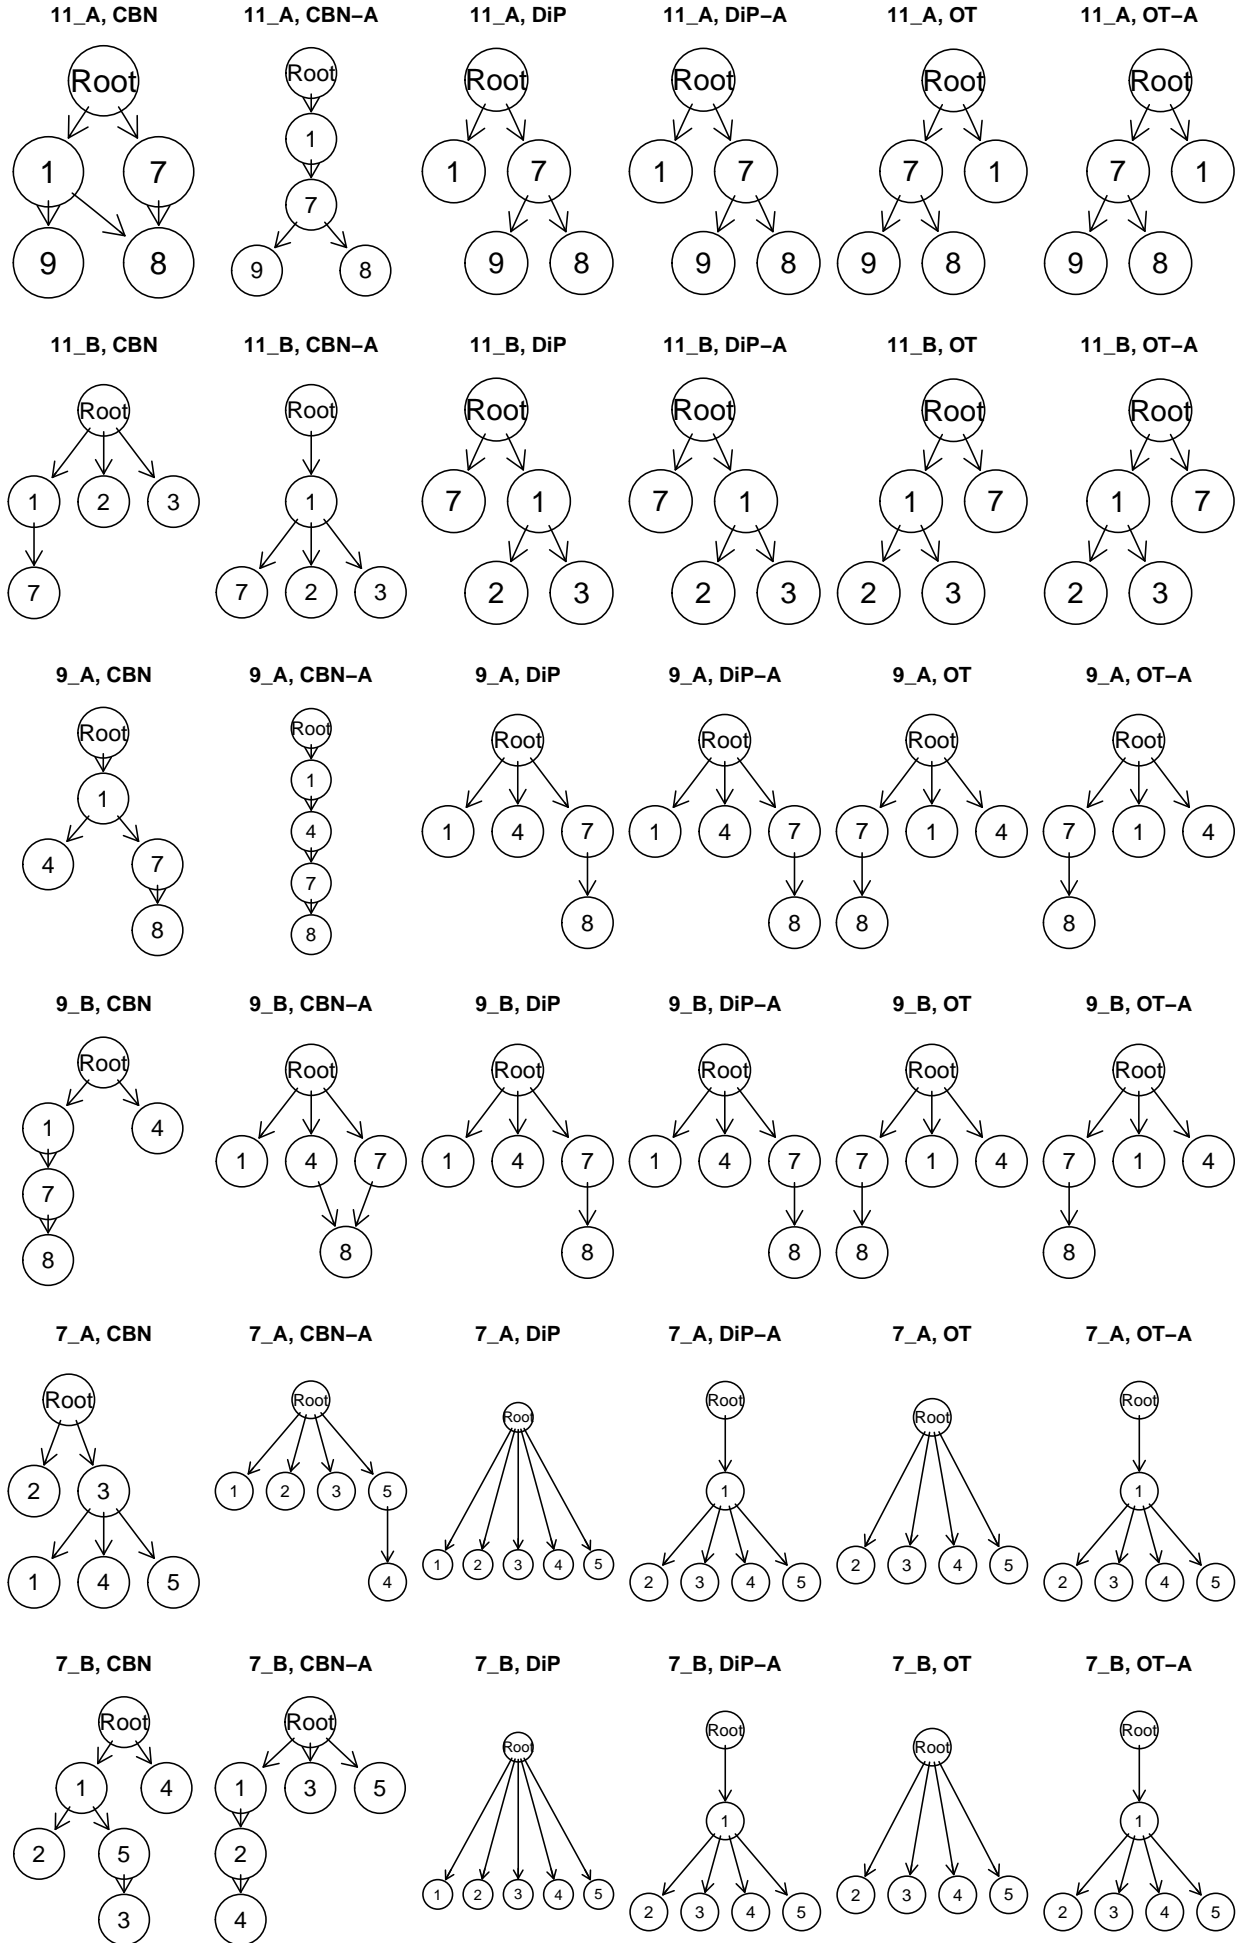 11_A, CBN 11_A, CBN−A 11_A, DiP 11_A, DiP−A 11_A, OT 11_A, OT−A
Root Root Root Root Root Root
1
1 7 1 7 1 7 7 1 7 1
7
9 8 9 8 9 8 9 8 9 8 9 8
11_B, CBN 11_B, CBN−A 11_B, DiP 11_B, DiP−A 11_B, OT 11_B, OT−A
Root Root Root Root Root Root
1 2 3 1 7 1 7 1 1 7 1 7
7 7 2 3 2 3 2 3 2 3 2 3
9_A, CBN 9_A, CBN−A 9_A, DiP 9_A, DiP−A 9_A, OT 9_A, OT−A
Root Root Root Root Root Root
1 1
4 1 4 7 1 4 7 7 1 4 7 1 4
4 7 7
8 8 8 8 8 8
9_B, CBN 9_B, CBN−A 9_B, DiP 9_B, DiP−A 9_B, OT 9_B, OT−A
Root Root Root Root Root Root
1 4 1 4 7 1 4 7 1 4 7 7 1 4 7 1 4
7
8 8 8 8 8 8
7_A, CBN 7_A, CBN−A 7_A, DiP 7_A, DiP−A 7_A, OT 7_A, OT−A
Root Root Root Root Root Root
2 3 1 2 3 5 1 1
1 4 5 4 1 2 3 4 5 2 3 4 5 2 3 4 5 2 3 4 5
7_B, CBN 7_B, CBN−A 7_B, DiP 7_B, DiP−A 7_B, OT 7_B, OT−A
Root Root Root Root Root Root
1 4 1 3 5 1 1
2 5 2
3 4 1 2 3 4 5 2 3 4 5 2 3 4 5 2 3 4 5